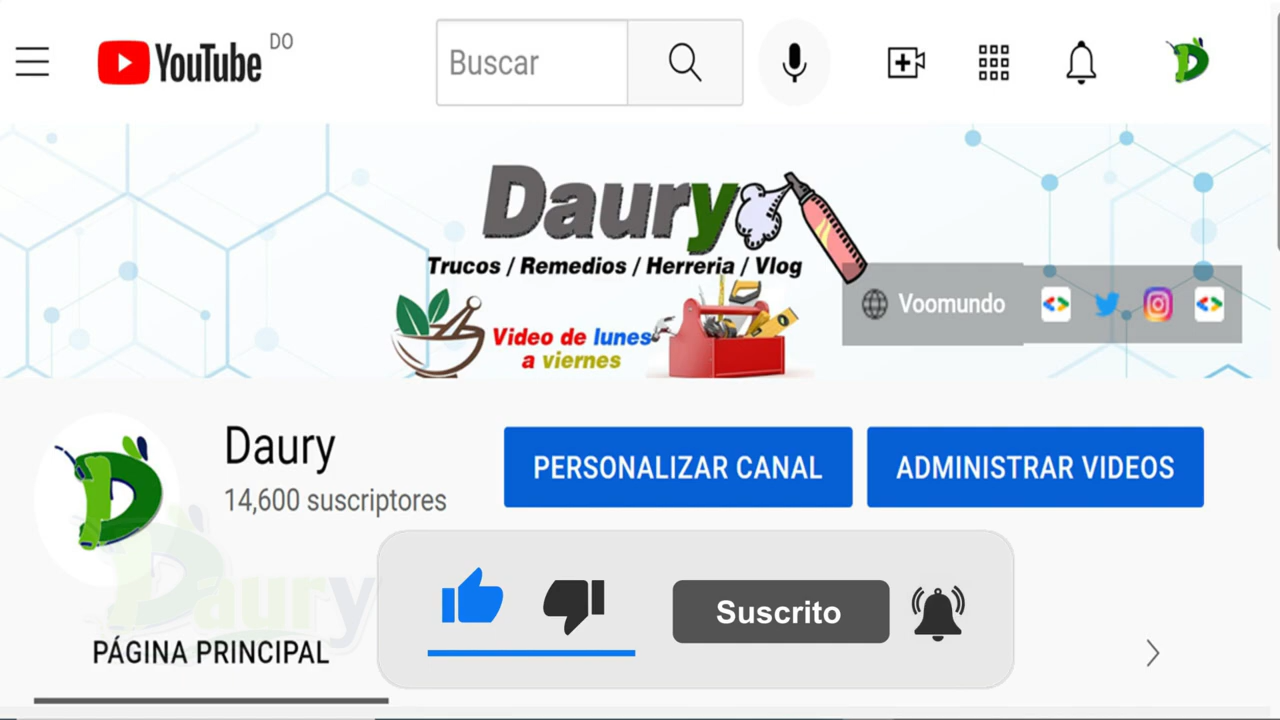 YouTube DO
Buscar
Daury
Trucos / Remedios / Herreria / Vlog
Video de lunes
a viernes
Voomundo
Daury
14,600 suscriptores
PERSONALIZAR CANAL
ADMINISTRAR VIDEOS
Daury
Suscrito
PÁGINA PRINCIPAL